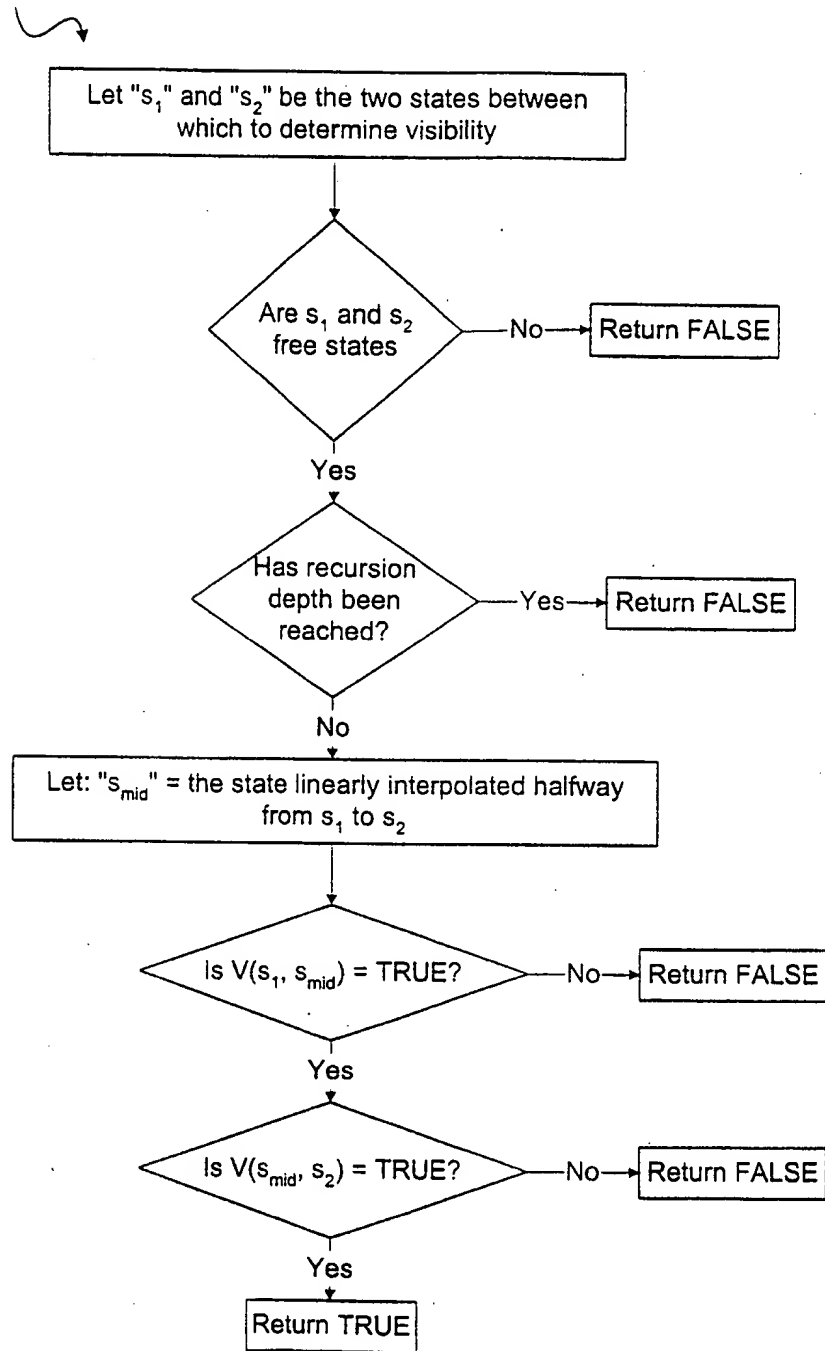 Let "s₁" and "s₂" be the two states between
which to determine visibility
Are s₁ and s₂
free states
No
Return FALSE
Yes
Has recursion
depth been
reached?
Yes
Return FALSE
No
Let: "s_mid" = the state linearly interpolated halfway
from s₁ to s₂
Is V(s₁, s_mid) = TRUE?
No
Return FALSE
Yes
Is V(s_mid, s₂) = TRUE?
No
Return FALSE
Yes
Return TRUE